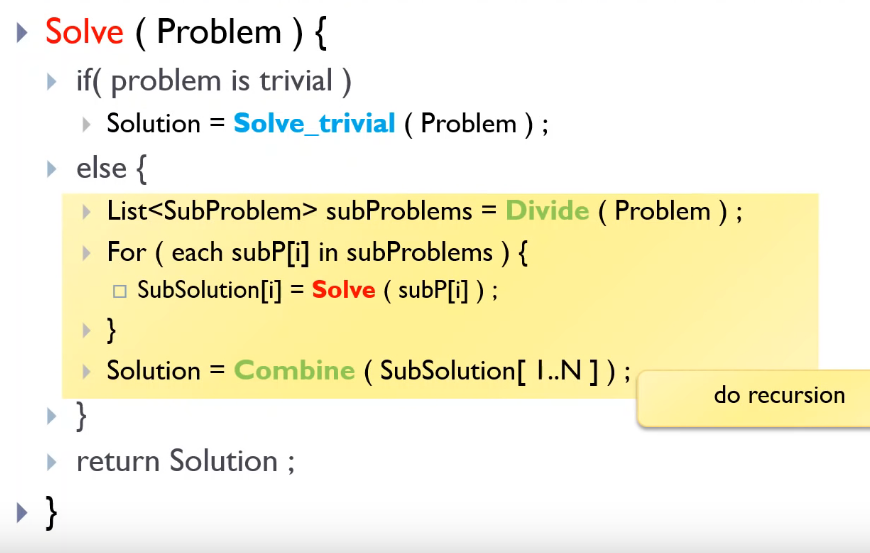 Solve ( Problem ) {
if( problem is trivial )
Solution = Solve_trivial ( Problem ) ;
else {
List<SubProblem> subProblems = Divide ( Problem ) ;
For ( each subP[i] in subProblems ) {
SubSolution[i] = Solve ( subP[i] ) ;
}
Solution = Combine ( SubSolution[ 1..N ] ) ;
do recursion
}
return Solution ;
}